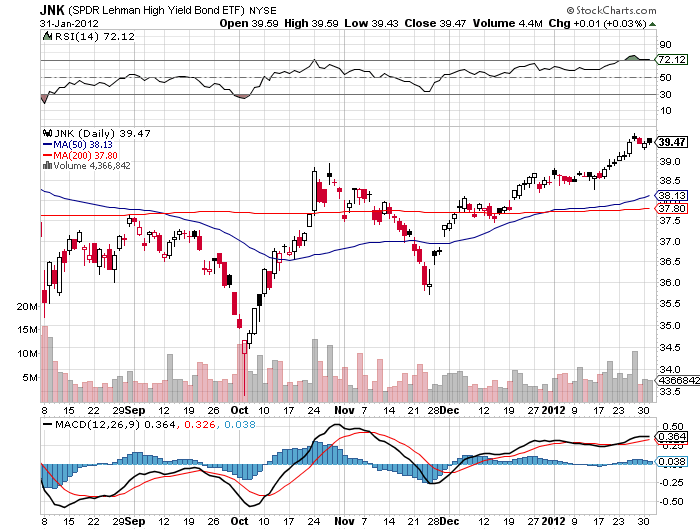 JNK (SPDR Lehman High Yield Bond ETF) NYSE © StockCharts.com
31-Jan-2012 Open 39.59 High 39.59 Low 39.43 Close 39.47 Volume 4.4M Chg +0.01 (+0.03%)
RSI(14) 72.12
90
72.12
50
30
10
JNK (Daily) 39.47
MA(50) 38.13
MA(200) 37.80
Volume 4,366,842
39.47
39.0
38.5
38.13
37.80
37.5
37.0
36.5
36.0
35.5
35.0
34.5
34.0
33.5
20M
15M
10M
5M
4366842
8 15 22 29 Sep 12 19 26 Oct 10 17 24 Nov 7 14 21 28 Dec 12 19 27 2012 9 17 23 30
MACD(12,26,9) 0.364, 0.326, 0.038
0.50
0.364
0.038
-0.25
-0.50
8 15 22 29 Sep 12 19 26 Oct 10 17 24 Nov 7 14 21 28 Dec 12 19 27 2012 9 17 23 30